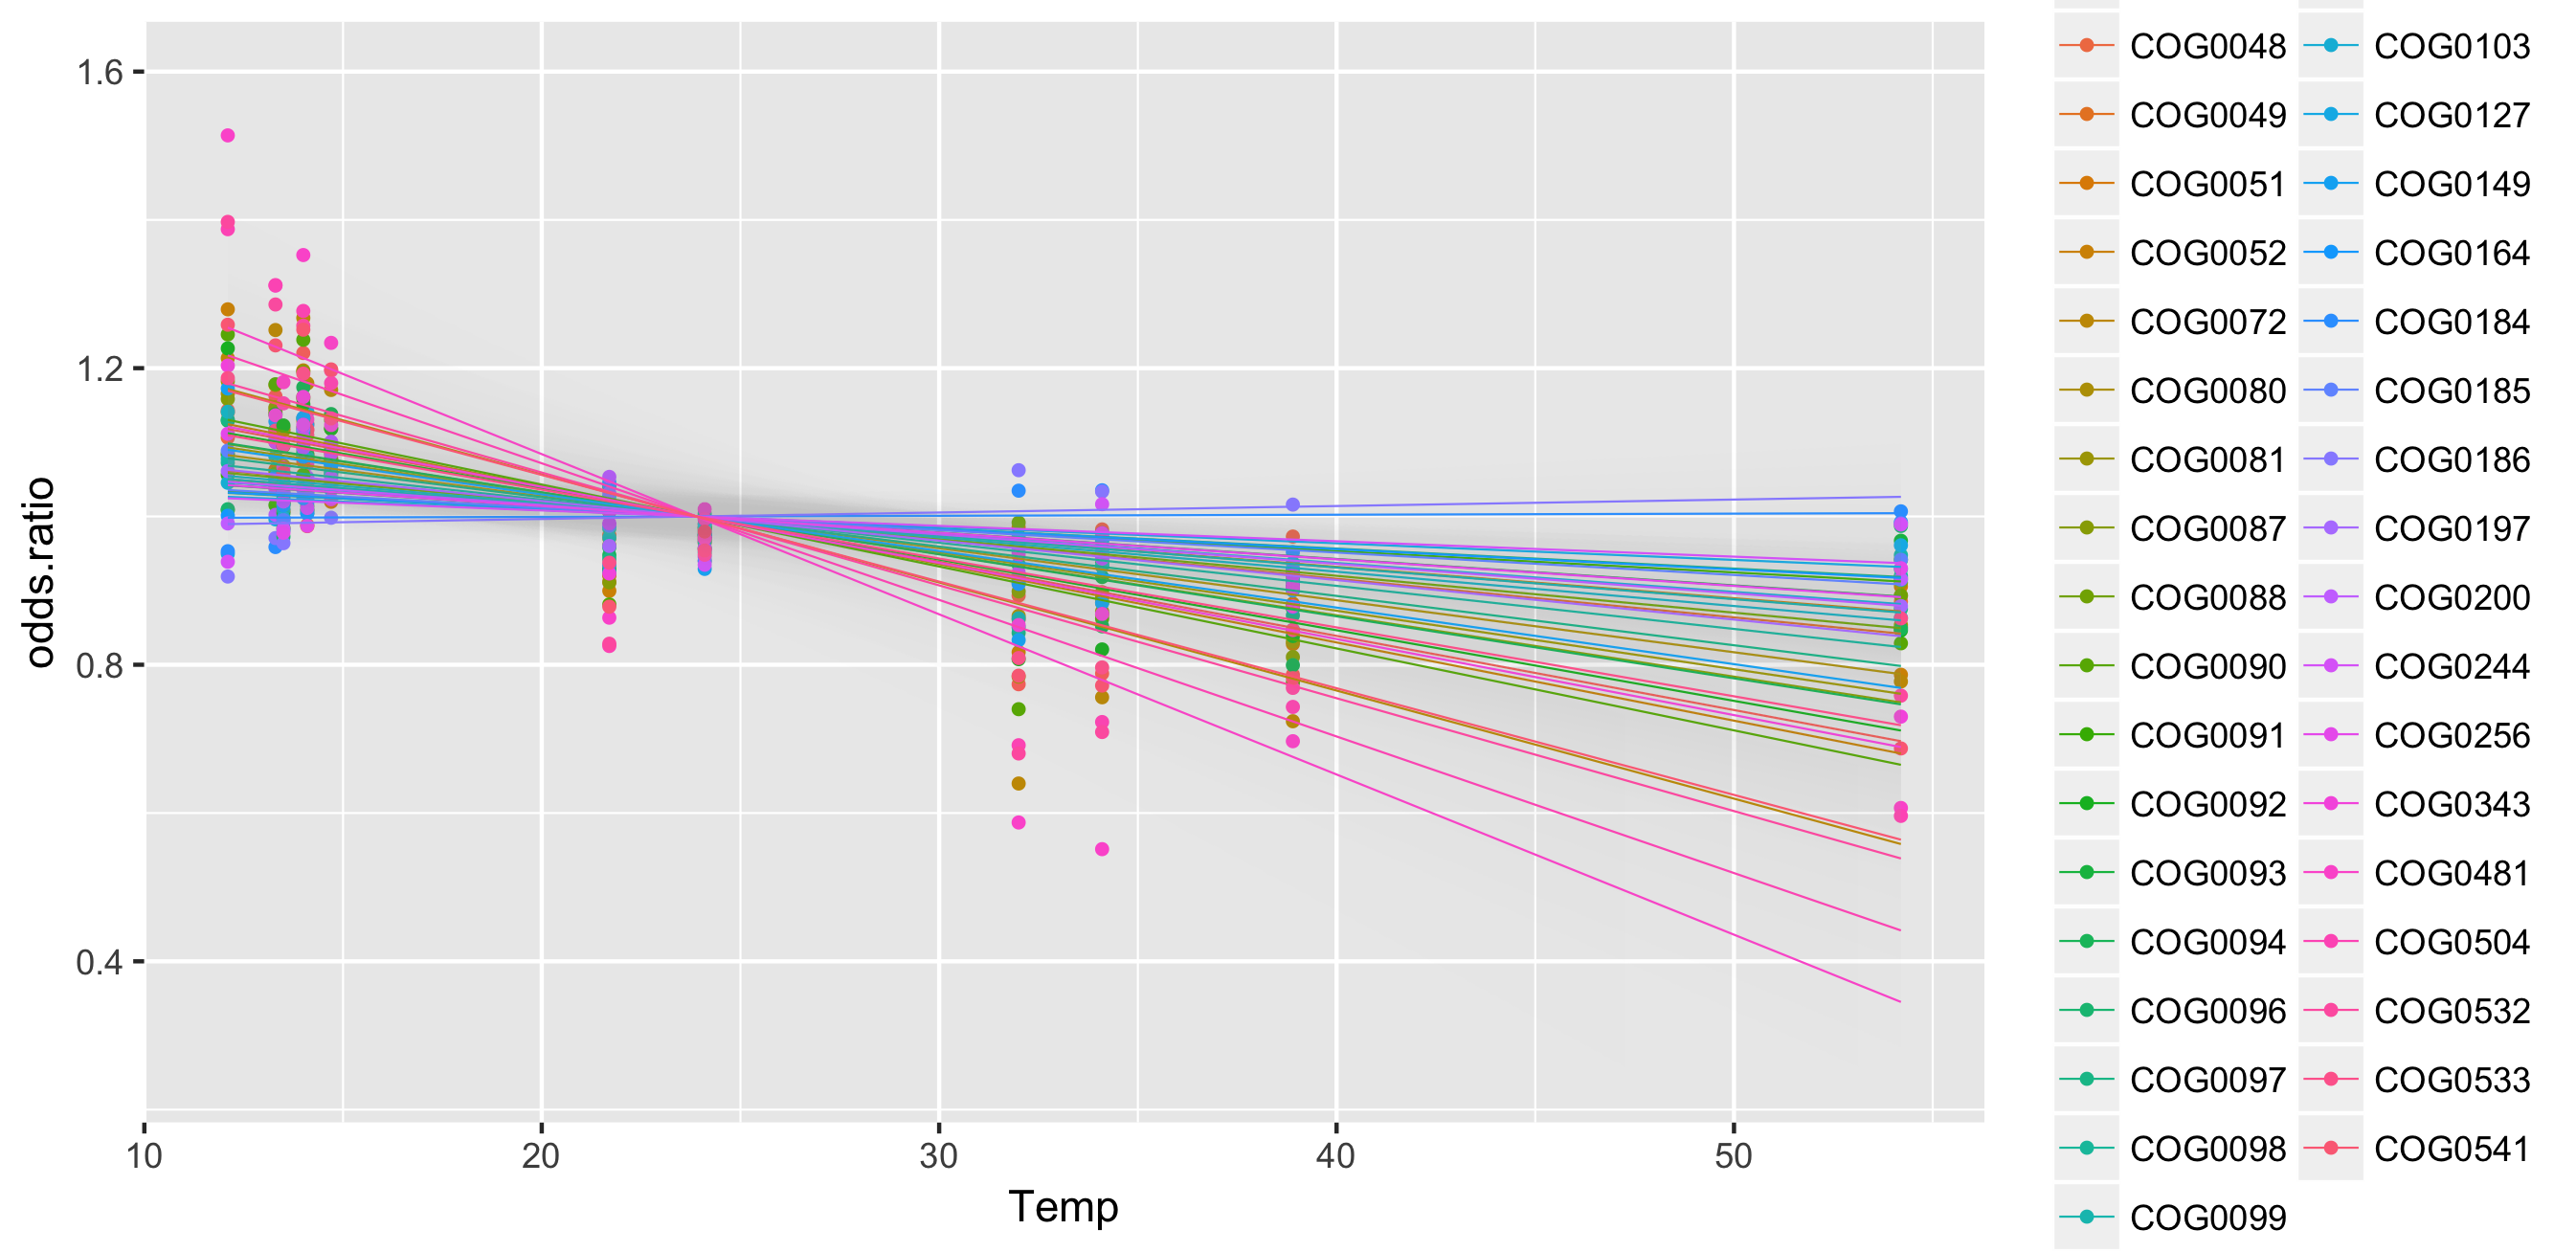 odds.ratio
1.6
1.2
0.8
0.4
10 20 30 40 50
Temp
COG0048 COG0103
COG0049 COG0127
COG0051 COG0149
COG0052 COG0164
COG0072 COG0184
COG0080 COG0185
COG0081 COG0186
COG0087 COG0197
COG0088 COG0200
COG0090 COG0244
COG0091 COG0256
COG0092 COG0343
COG0093 COG0481
COG0094 COG0504
COG0096 COG0532
COG0097 COG0533
COG0098 COG0541
COG0099